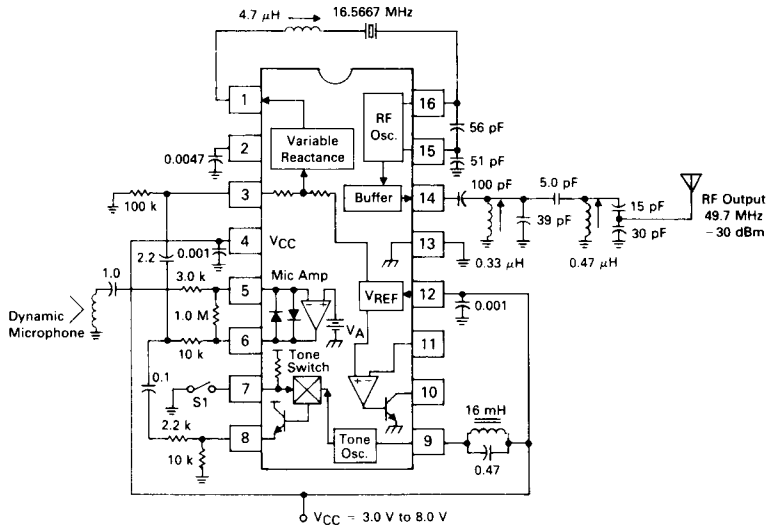 4.7 μH
16.5667 MHz
1
16
RF
Osc.
56 pF
Variable
Reactance
0.0047
2
15
51 pF
Buffer
14
100 pF
5.0 pF
15 pF
30 pF
RF Output
49.7 MHz
-30 dBm
3
100 k
39 pF
0.33 μH
0.47 μH
13
4
VCC
0.001
2.2
1.0
3.0 k
5
Mic Amp
VREF
12
0.001
Dynamic
Microphone
1.0 M
VA
10 k
6
11
0.1
Tone
Switch
S1
7
10
16 mH
2.2 k
8
Tone
Osc.
9
0.47
10 k
VCC = 3.0 V to 8.0 V